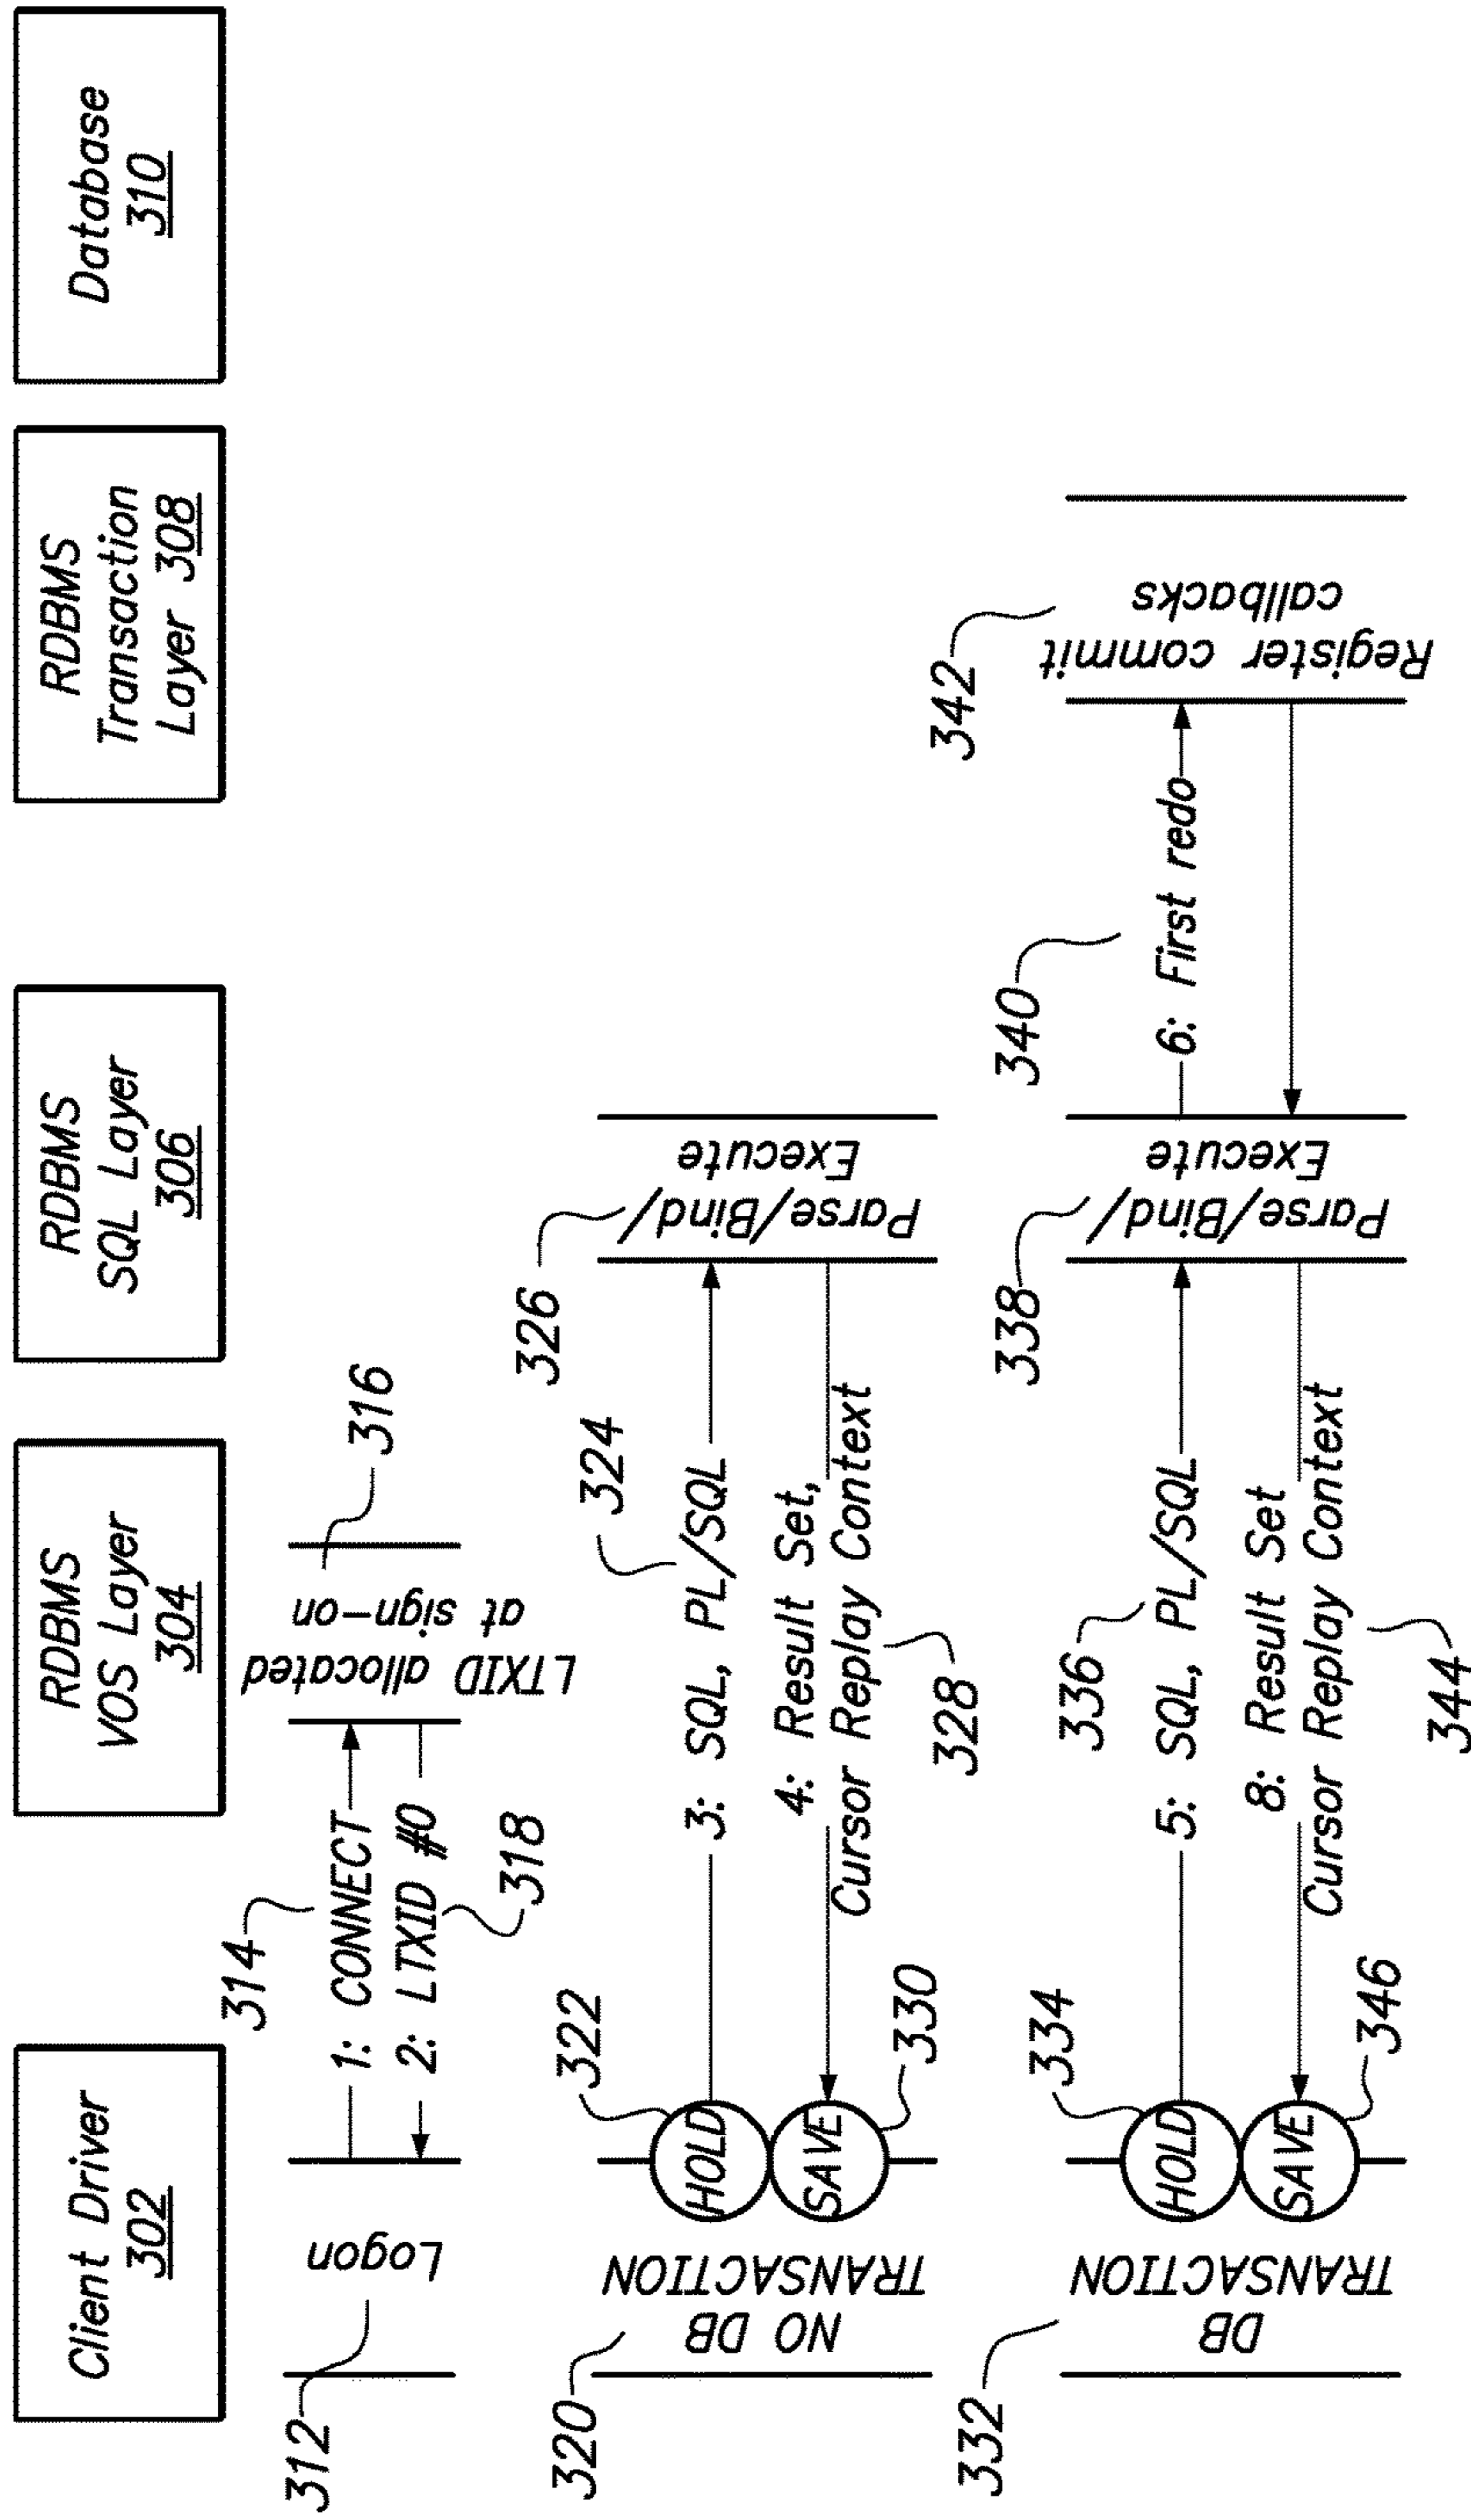 Client Driver
302
RDBMS
VOS Layer
304
RDBMS
SQL Layer
306
RDBMS
Transaction
Layer 308
Database
310
312
Logon
314
1: CONNECT
2: LTXID #0
318
LTXID allocated
at sign-on
316
320
NO DB
TRANSACTION
322
HOLD
SAVE
330
324
3: SQL, PL/SQL
4: Result Set,
Cursor Replay Context
328
326
Parse/Bind/
Execute
332
DB
TRANSACTION
334
HOLD
SAVE
346
336
5: SQL, PL/SQL
8: Result Set
Cursor Replay Context
344
338
Parse/Bind/
Execute
340
6: First redo
342
Register commit
callbacks